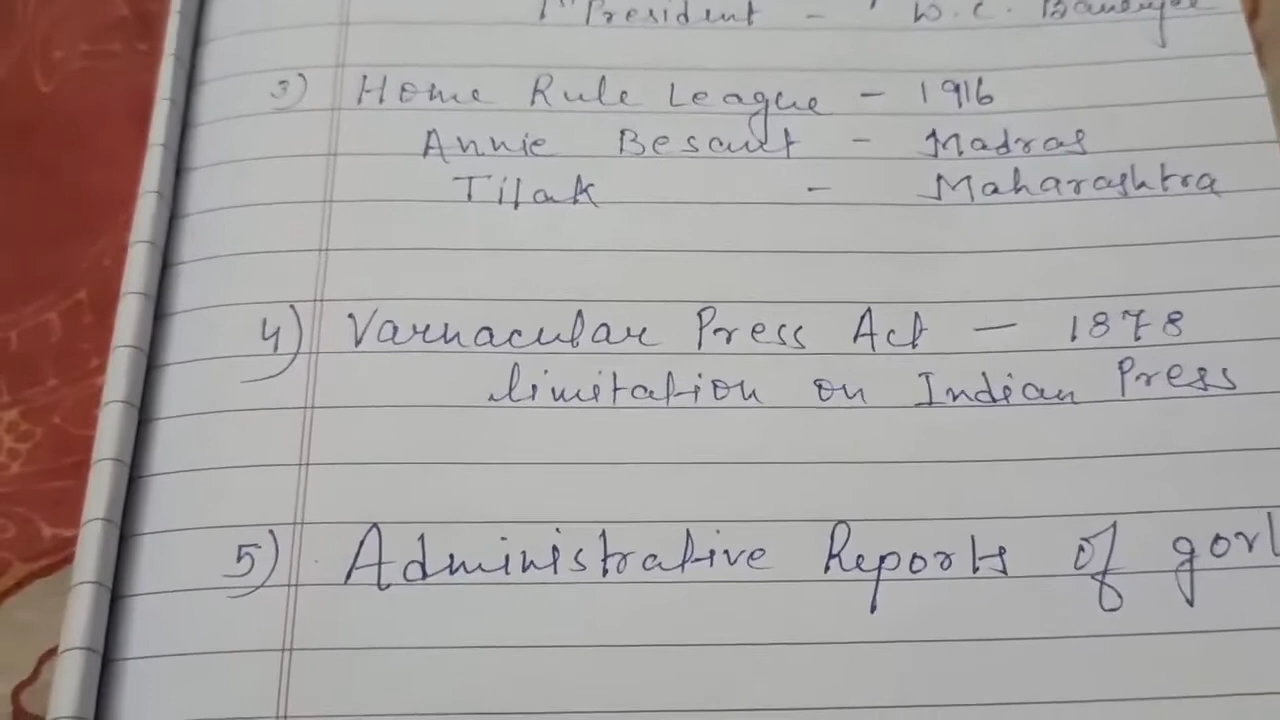 1st President - W. C. Banerjee
3) Home Rule League - 1916
Annie Besant - Madras
Tilak - Maharashtra
4) Varnacular Press Act - 1878
limitation on Indian Press
5) Administrative Reports of govt